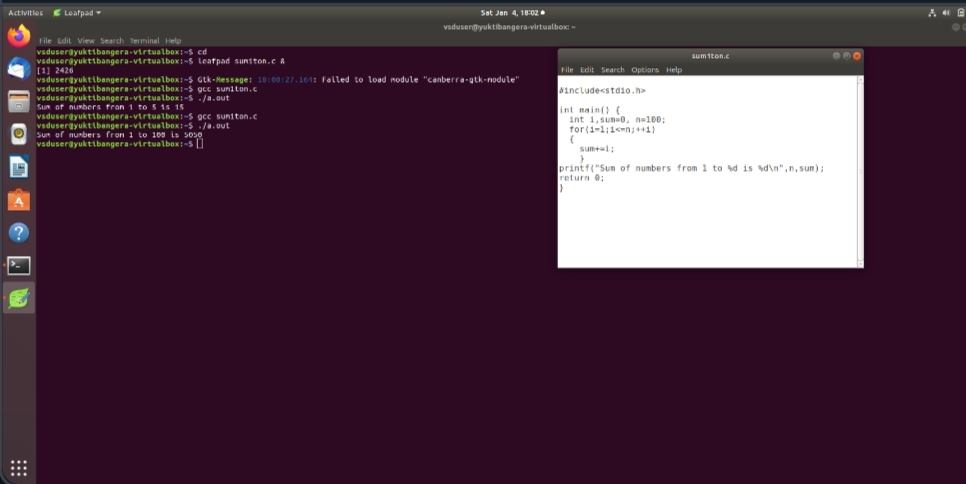 Activities Leafpad Sat Jan 4, 18:02
vsduser@yuktibangera-virtualbox: ~
File Edit View Search Terminal Help
vsduser@yuktibangera-virtualbox:~$ cd
vsduser@yuktibangera-virtualbox:~$ leafpad sum1ton.c &
[1] 2426
vsduser@yuktibangera-virtualbox:~$ Gtk-Message: 18:00:27.164: Failed to load module "canberra-gtk-module"
vsduser@yuktibangera-virtualbox:~$ gcc sum1ton.c
vsduser@yuktibangera-virtualbox:~$ ./a.out
Sum of numbers from 1 to 5 is 15
vsduser@yuktibangera-virtualbox:~$ gcc sum1ton.c
vsduser@yuktibangera-virtualbox:~$ ./a.out
Sum of numbers from 1 to 100 is 5050
vsduser@yuktibangera-virtualbox:~$
sum1ton.c
File Edit Search Options Help
#include<stdio.h>
int main() {
int i,sum=0, n=100;
for(i=1;i<=n;++i)
{
sum+=i;
}
printf("Sum of numbers from 1 to %d is %d\n",n,sum);
return 0;
}